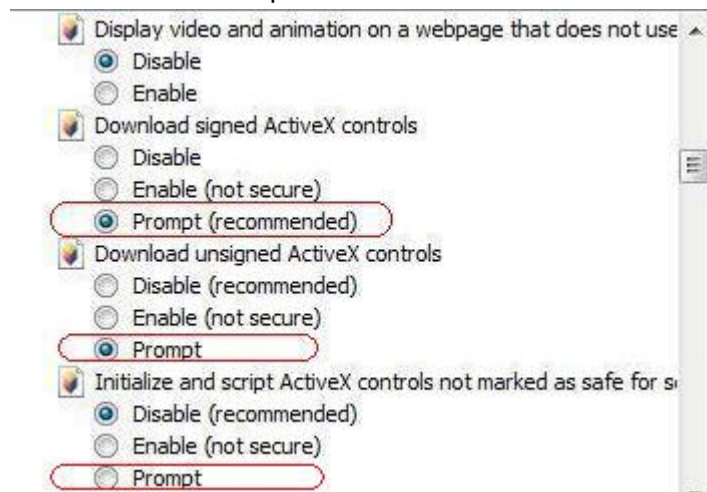 Display video and animation on a webpage that does not use
Disable
Enable
Download signed ActiveX controls
Disable
Enable (not secure)
Prompt (recommended)
Download unsigned ActiveX controls
Disable (recommended)
Enable (not secure)
Prompt
Initialize and script ActiveX controls not marked as safe for
Disable (recommended)
Enable (not secure)
Prompt